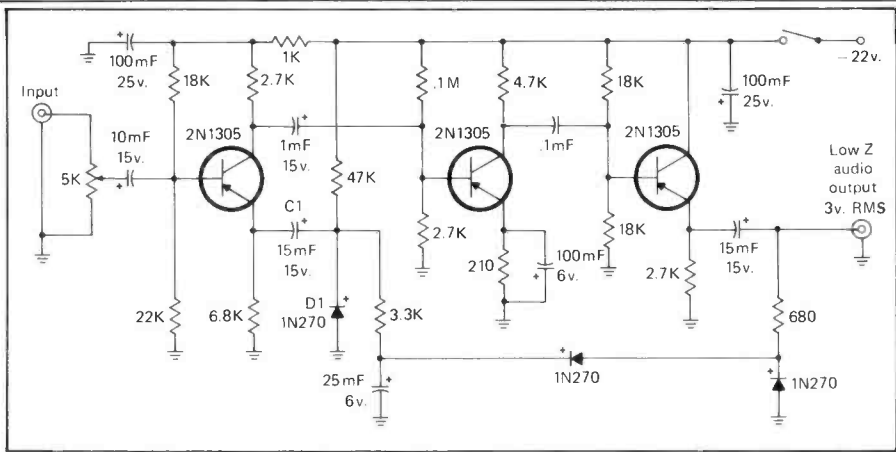 +
100mF
25v.
1K
– 22v.
Input
18K
2.7K
.1M
4.7K
18K
+
100mF
25v.
10mF
15v.
+
2N1305
+
1mF
15v.
2N1305
.1mF
2N1305
Low Z
audio
output
3v. RMS
5K
47K
C1
+
15mF
15v.
2.7K
210
+
100mF
6v.
18K
+
15mF
15v.
2.7K
22K
6.8K
D1
1N270
+
3.3K
680
25mF
6v.
+
+
1N270
+
1N270